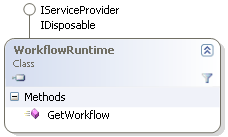 IServiceProvider
IDisposable
WorkflowRuntime
Class
Methods
GetWorkflow